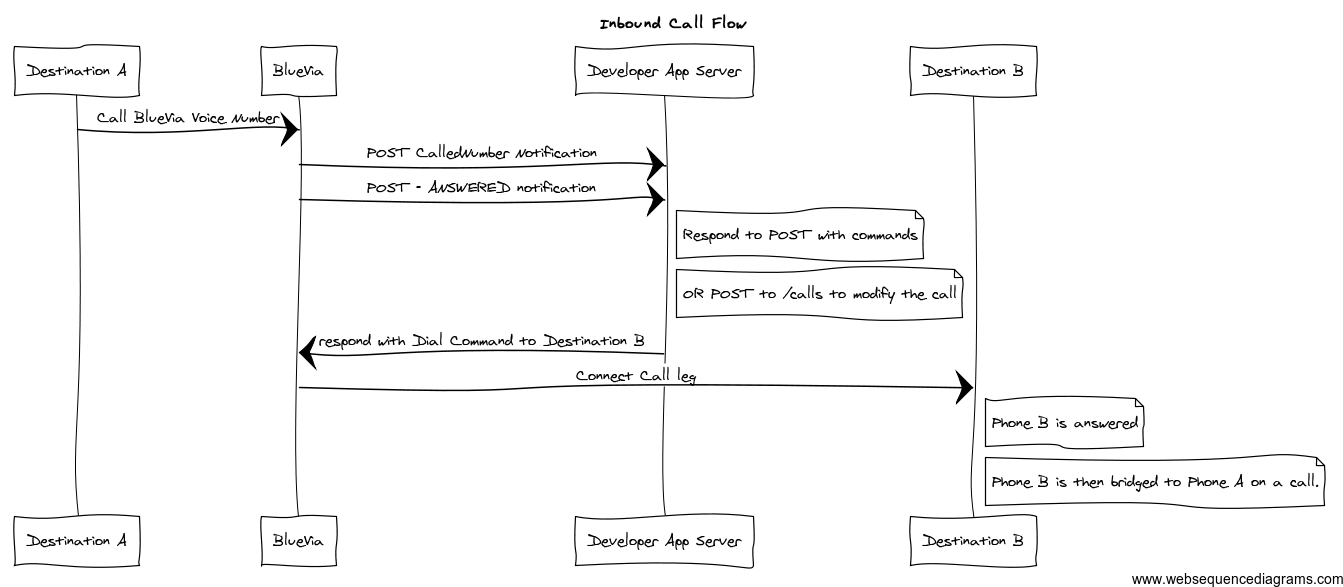 Inbound Call Flow
Destination A
BlueVia
Developer App Server
Destination B
Call BlueVia Voice Number
POST CalledNumber Notification
POST - ANSWERED notification
Respond to POST with commands
OR POST to /calls to modify the call
respond with Dial Command to Destination B
Connect Call leg
Phone B is answered
Phone B is then bridged to Phone A on a call.
Destination A
BlueVia
Developer App Server
Destination B
www.websequencediagrams.com